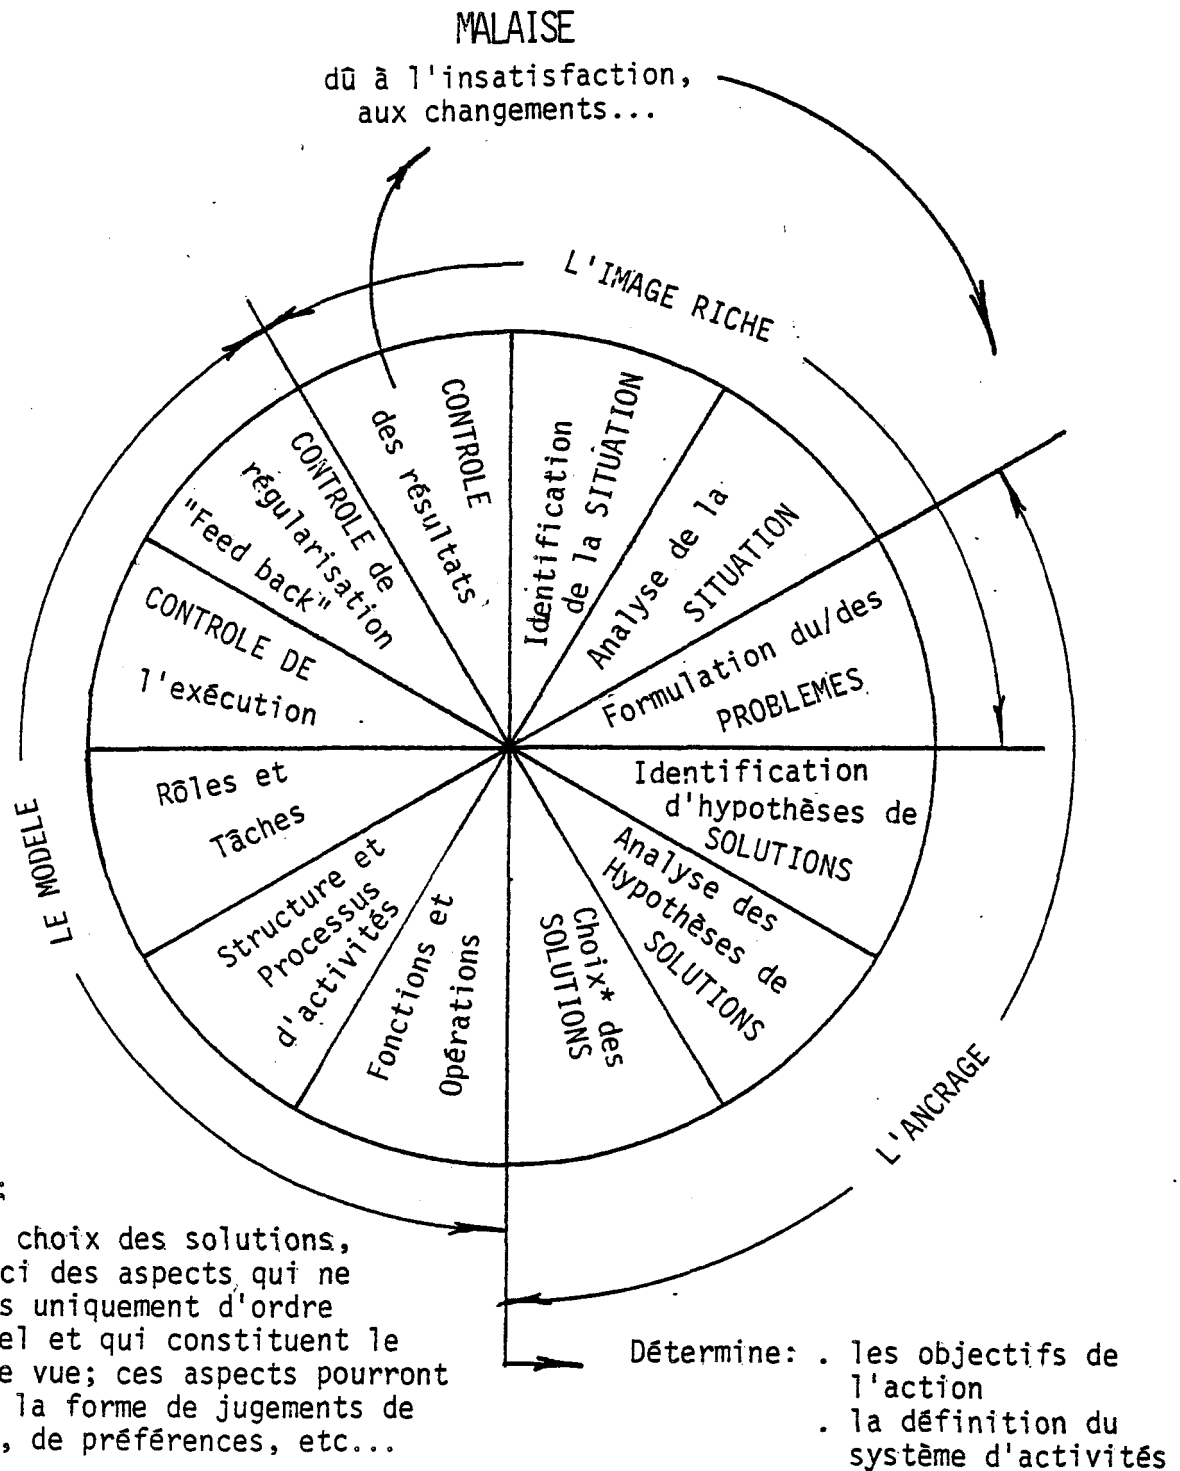 MALAISE
dû à l'insatisfaction,
aux changements...
L'IMAGE RICHE
Identification
de la SITUATION
Analyse de la
SITUATION
Formulation du/des
PROBLEMES
Identification
d'hypothèses de
SOLUTIONS
Analyse des
Hypothèses de
SOLUTIONS
Choix* des
SOLUTIONS
Fonctions et
Opérations
Structure et
Processus
d'activités
Rôles et
Tâches
CONTROLE DE
l'exécution
CONTROLE de
régularisation
"Feed back"
CONTROLE
des résultats
LE MODELE
L'ANCRAGE
choix des solutions,
ci des aspects qui ne
s uniquement d'ordre
el et qui constituent le
e vue; ces aspects pourront
la forme de jugements de
, de préférences, etc...
Détermine: . les objectifs de
l'action
. la définition du
système d'activités